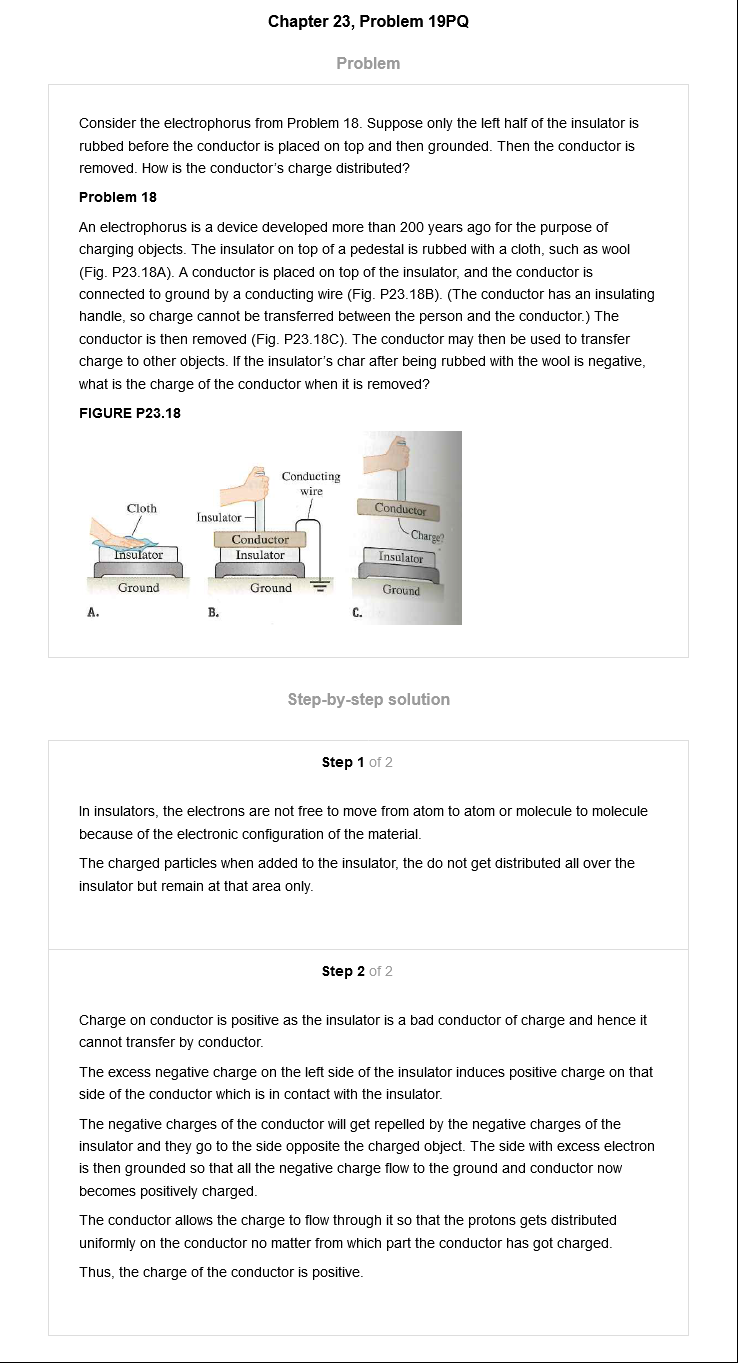 Chapter 23, Problem 19PQ
Problem
Consider the electrophorus from Problem 18. Suppose only the left half of the insulator is
rubbed before the conductor is placed on top and then grounded. Then the conductor is
removed. How is the conductor's charge distributed?
Problem 18
An electrophorus is a device developed more than 200 years ago for the purpose of
charging objects. The insulator on top of a pedestal is rubbed with a cloth, such as wool
(Fig. P23.18A). A conductor is placed on top of the insulator, and the conductor is
connected to ground by a conducting wire (Fig. P23.18B). (The conductor has an insulating
handle, so charge cannot be transferred between the person and the conductor.) The
conductor is then removed (Fig. P23.18C). The conductor may then be used to transfer
charge to other objects. If the insulator's char after being rubbed with the wool is negative,
what is the charge of the conductor when it is removed?
FIGURE P23.18
Cloth
Insulator
Ground
A.
Conducting
wire
Insulator
Conductor
Insulator
Ground
B.
Conductor
Charge?
Insulator
Ground
C.
Step-by-step solution
Step 1 of 2
In insulators, the electrons are not free to move from atom to atom or molecule to molecule
because of the electronic configuration of the material.
The charged particles when added to the insulator, the do not get distributed all over the
insulator but remain at that area only.
Step 2 of 2
Charge on conductor is positive as the insulator is a bad conductor of charge and hence it
cannot transfer by conductor.
The excess negative charge on the left side of the insulator induces positive charge on that
side of the conductor which is in contact with the insulator.
The negative charges of the conductor will get repelled by the negative charges of the
insulator and they go to the side opposite the charged object. The side with excess electron
is then grounded so that all the negative charge flow to the ground and conductor now
becomes positively charged.
The conductor allows the charge to flow through it so that the protons gets distributed
uniformly on the conductor no matter from which part the conductor has got charged.
Thus, the charge of the conductor is positive.